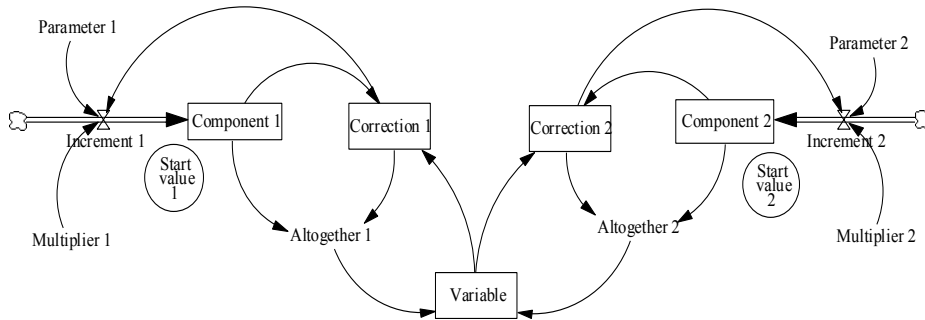 Parameter 1
Parameter 2
Component 1
Correction 1
Correction 2
Component 2
Increment 1
Increment 2
Start
value
1
Start
value
2
Multiplier 1
Altogether 1
Altogether 2
Multiplier 2
Variable